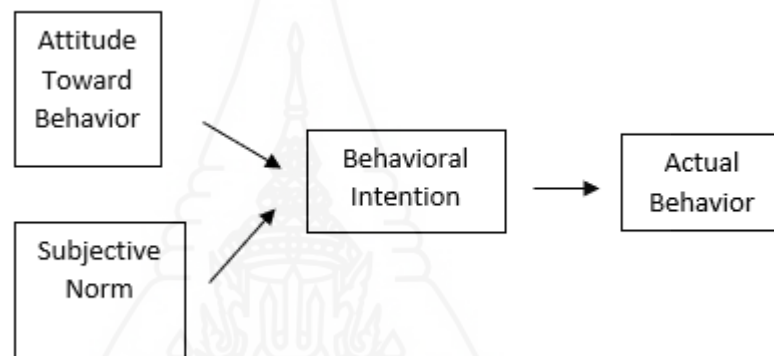 Attitude
Toward
Behavior
Subjective
Norm
Behavioral
Intention
Actual
Behavior